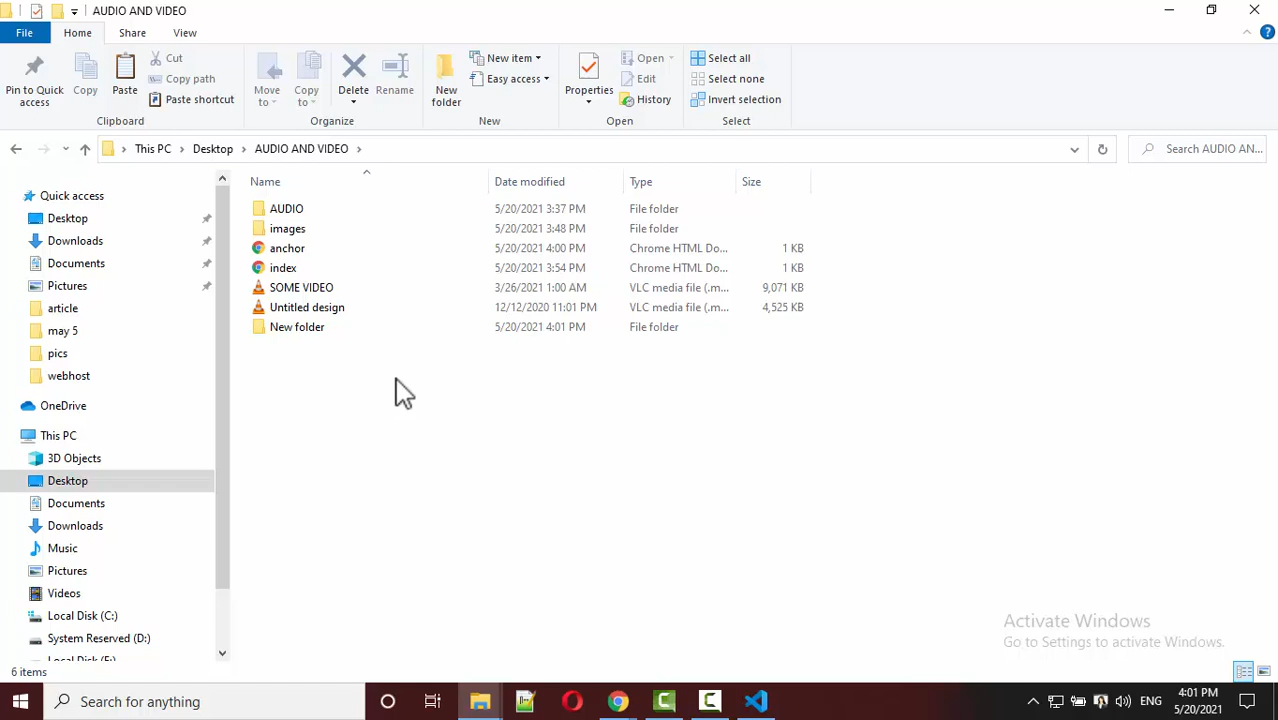 AUDIO AND VIDEO
File Home Share View
Pin to Quick access
Copy
Paste
Cut
Copy path
Paste shortcut
Clipboard
Move to
Copy to
Delete
Rename
Organize
New folder
New item
Easy access
New
Properties
Open
Edit
History
Open
Select all
Select none
Invert selection
Select
This PC Desktop AUDIO AND VIDEO
Search AUDIO AN...
Quick access
Desktop
Downloads
Documents
Pictures
article
may 5
pics
webhost
OneDrive
This PC
3D Objects
Desktop
Documents
Downloads
Music
Pictures
Videos
Local Disk (C:)
System Reserved (D:)
Local Disk (E:)
Name Date modified Type Size
AUDIO 5/20/2021 3:37 PM File folder
images 5/20/2021 3:48 PM File folder
anchor 5/20/2021 4:00 PM Chrome HTML Do... 1 KB
index 5/20/2021 3:54 PM Chrome HTML Do... 1 KB
SOME VIDEO 3/26/2021 1:00 AM VLC media file (.m... 9,071 KB
Untitled design 12/12/2020 11:01 PM VLC media file (.m... 4,525 KB
New folder 5/20/2021 4:01 PM File folder
Activate Windows
Go to Settings to activate Windows.
6 items
Search for anything
ENG
4:01 PM
5/20/2021